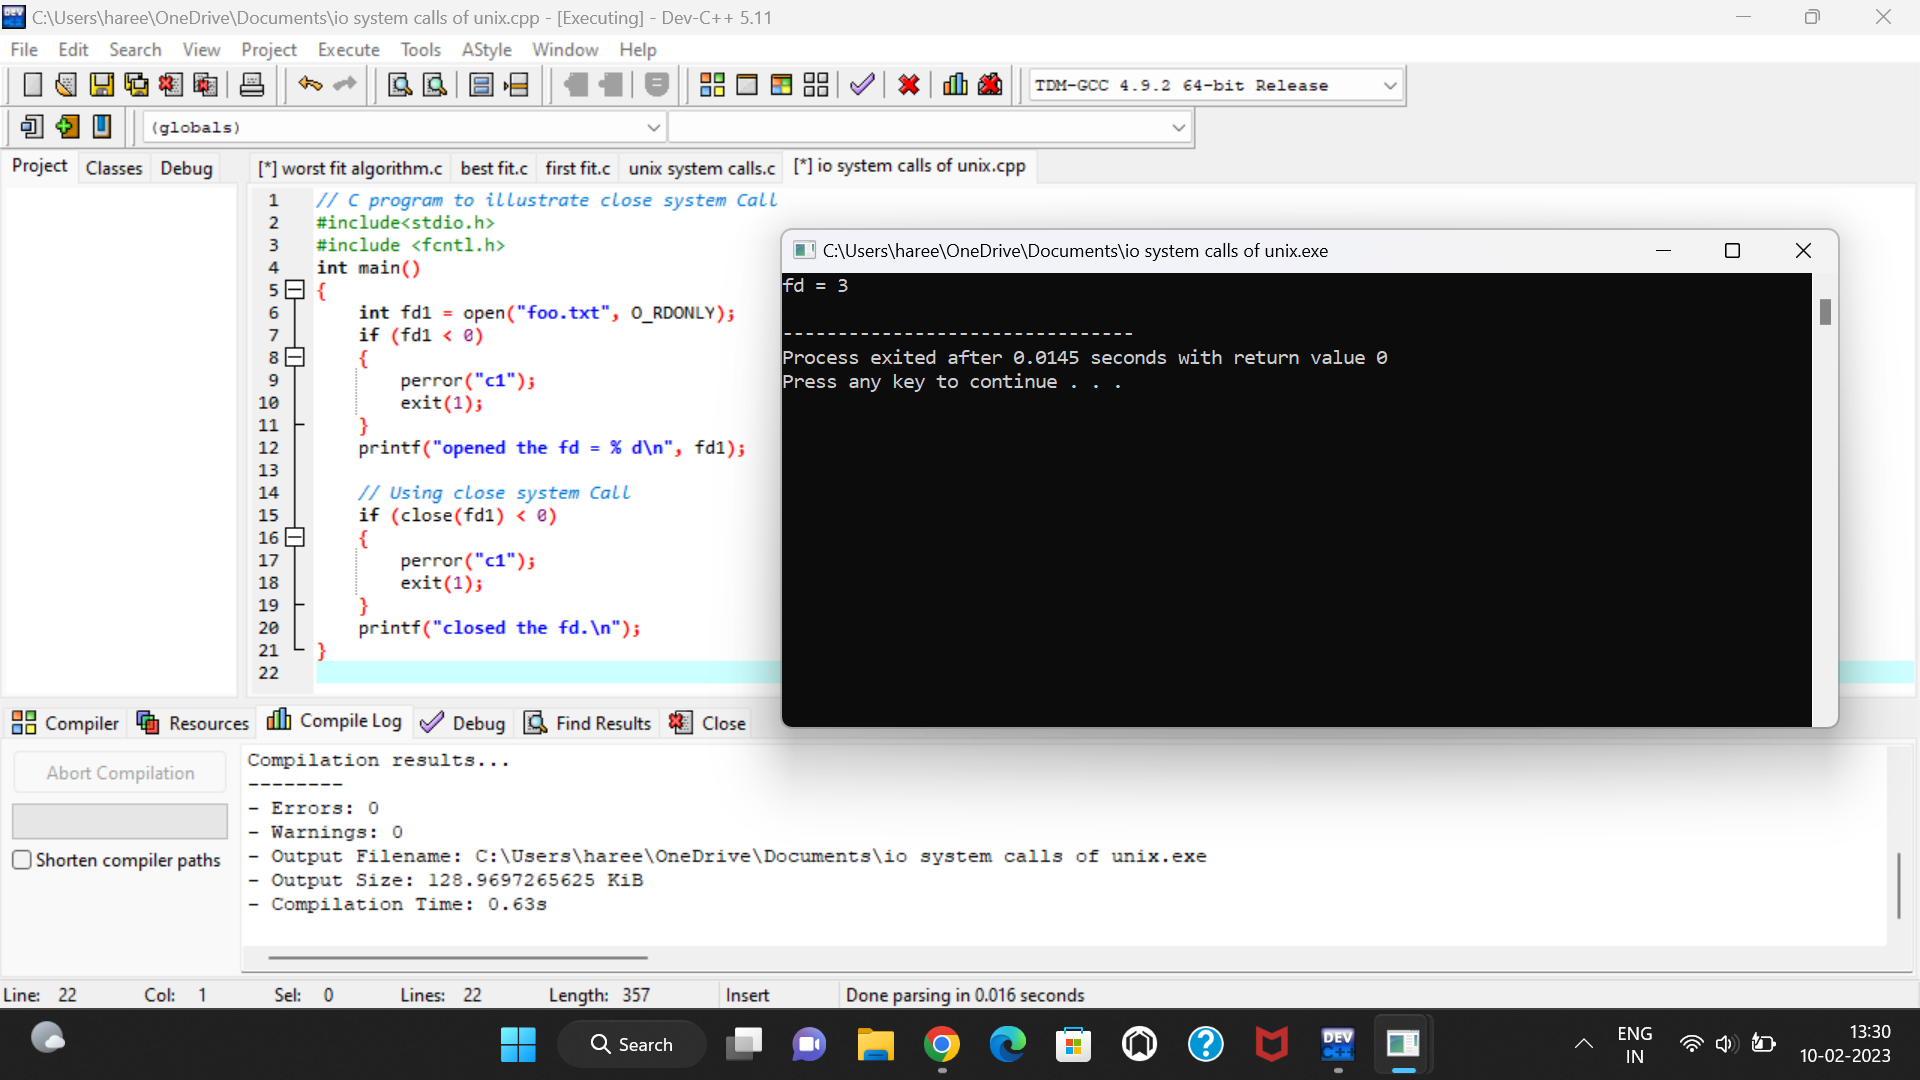 C:\Users\haree\OneDrive\Documents\io system calls of unix.cpp - [Executing] - Dev-C++ 5.11
File Edit Search View Project Execute Tools AStyle Window Help
TDM-GCC 4.9.2 64-bit Release
(globals)
Project Classes Debug
[*] worst fit algorithm.c best fit.c first fit.c unix system calls.c [*] io system calls of unix.cpp
1 // C program to illustrate close system Call
2 #include<stdio.h>
3 #include <fcntl.h>
4 int main()
5 {
6 int fd1 = open("foo.txt", O_RDONLY);
7 if (fd1 < 0)
8 {
9 perror("c1");
10 exit(1);
11 }
12 printf("opened the fd = % d\n", fd1);
13
14 // Using close system Call
15 if (close(fd1) < 0)
16 {
17 perror("c1");
18 exit(1);
19 }
20 printf("closed the fd.\n");
21 }
22
C:\Users\haree\OneDrive\Documents\io system calls of unix.exe
fd = 3
--------------------------------
Process exited after 0.0145 seconds with return value 0
Press any key to continue . . .
Compiler Resources Compile Log Debug Find Results Close
Abort Compilation
Shorten compiler paths
Compilation results...
--------
- Errors: 0
- Warnings: 0
- Output Filename: C:\Users\haree\OneDrive\Documents\io system calls of unix.exe
- Output Size: 128.9697265625 KiB
- Compilation Time: 0.63s
Line: 22 Col: 1 Sel: 0 Lines: 22 Length: 357 Insert Done parsing in 0.016 seconds
Search
DEV
C++
ENG
IN
13:30
10-02-2023